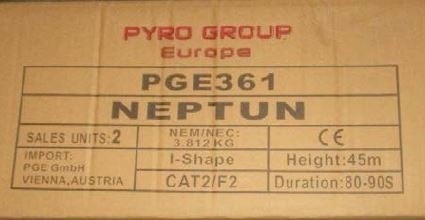 PYRO GROUP
Europe
PGE361
NEPTUN
SALES UNITS:2
NEM/NEC:
3.812KG
CE
IMPORT:
PGE GmbH
VIENNA,AUSTRIA
I-Shape
Height:45m
CAT2/F2
Duration:80-90S